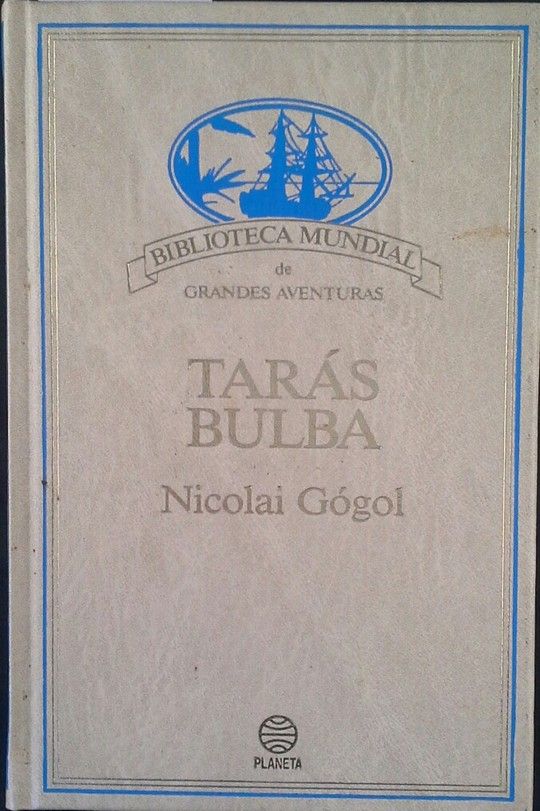 BIBLIOTECA MUNDIAL
de
GRANDES AVENTURAS
TARÁS
BULBA
Nicolai Gógol
PLANETA